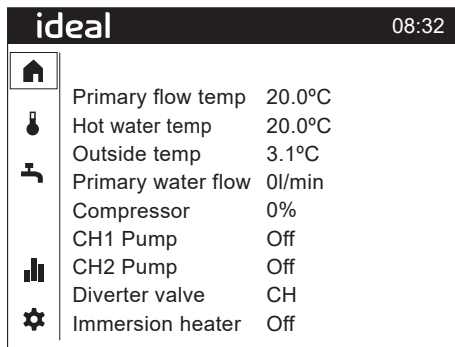 ideal 08:32
Primary flow temp 20.0ºC
Hot water temp 20.0ºC
Outside temp 3.1ºC
Primary water flow 0l/min
Compressor 0%
CH1 Pump Off
CH2 Pump Off
Diverter valve CH
Immersion heater Off